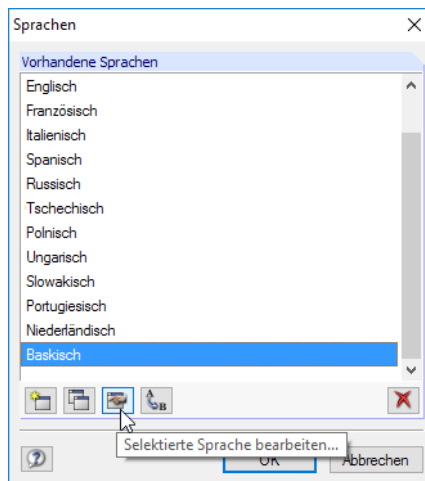 Sprachen
Vorhandene Sprachen
Englisch
Französisch
Italienisch
Spanisch
Russisch
Tschechisch
Polnisch
Ungarisch
Slowakisch
Portugiesisch
Niederländisch
Baskisch
Selektierte Sprache bearbeiten...
OK
Abbrechen